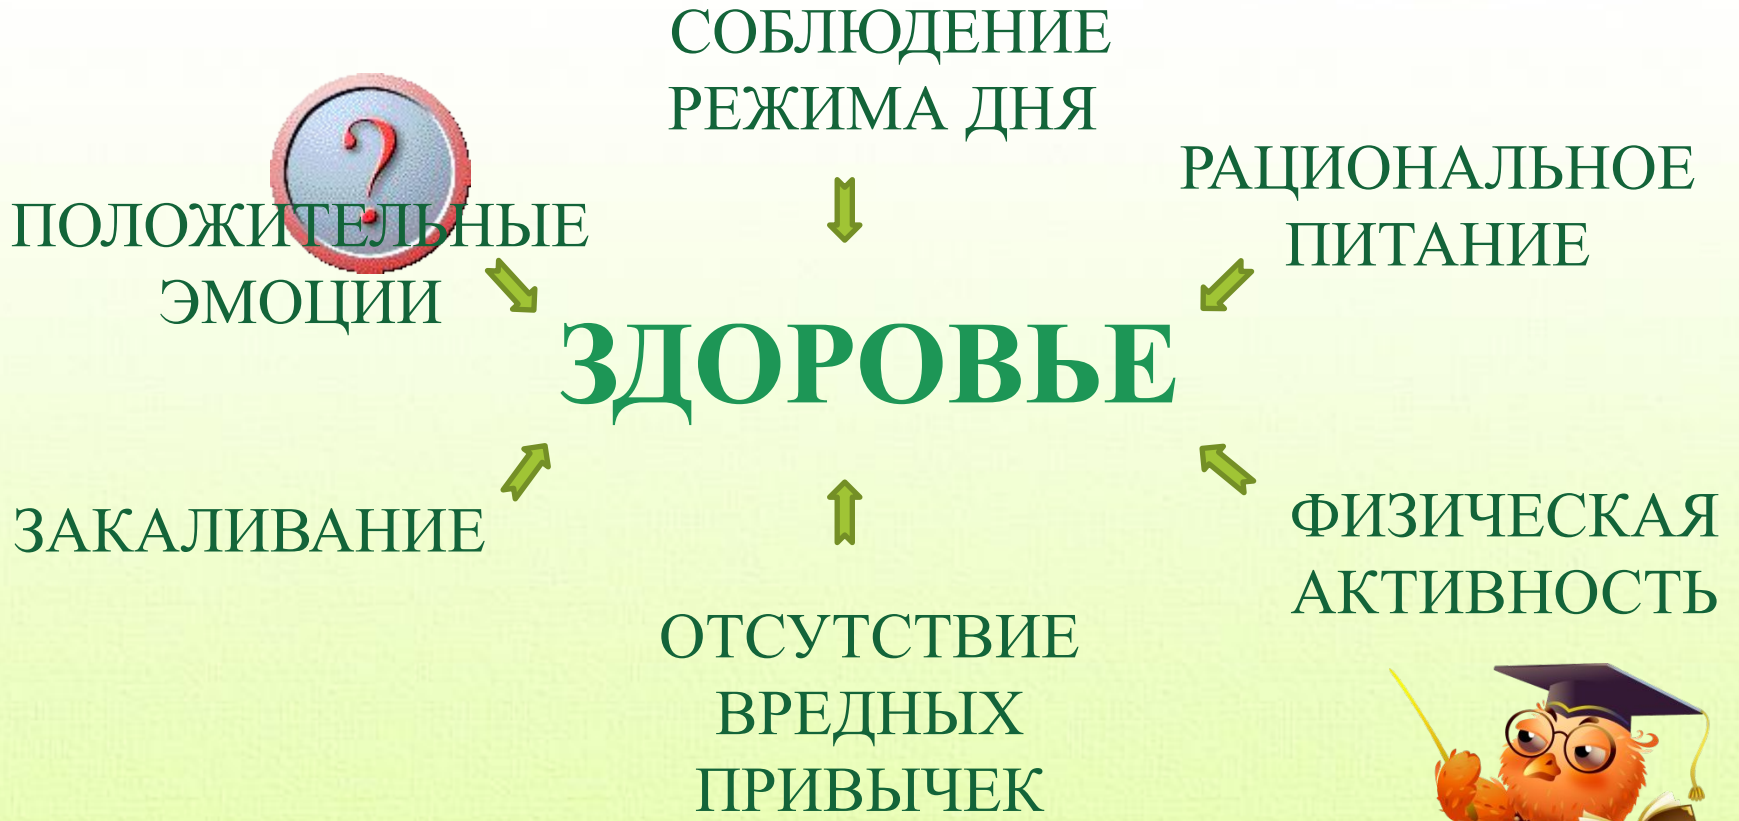 СОБЛЮДЕНИЕ
РЕЖИМА ДНЯ
?
ПОЛОЖИТЕЛЬНЫЕ
ЭМОЦИИ
РАЦИОНАЛЬНОЕ
ПИТАНИЕ
ЗДОРОВЬЕ
ЗАКАЛИВАНИЕ
ФИЗИЧЕСКАЯ
АКТИВНОСТЬ
ОТСУТСТВИЕ
ВРЕДНЫХ
ПРИВЫЧЕК